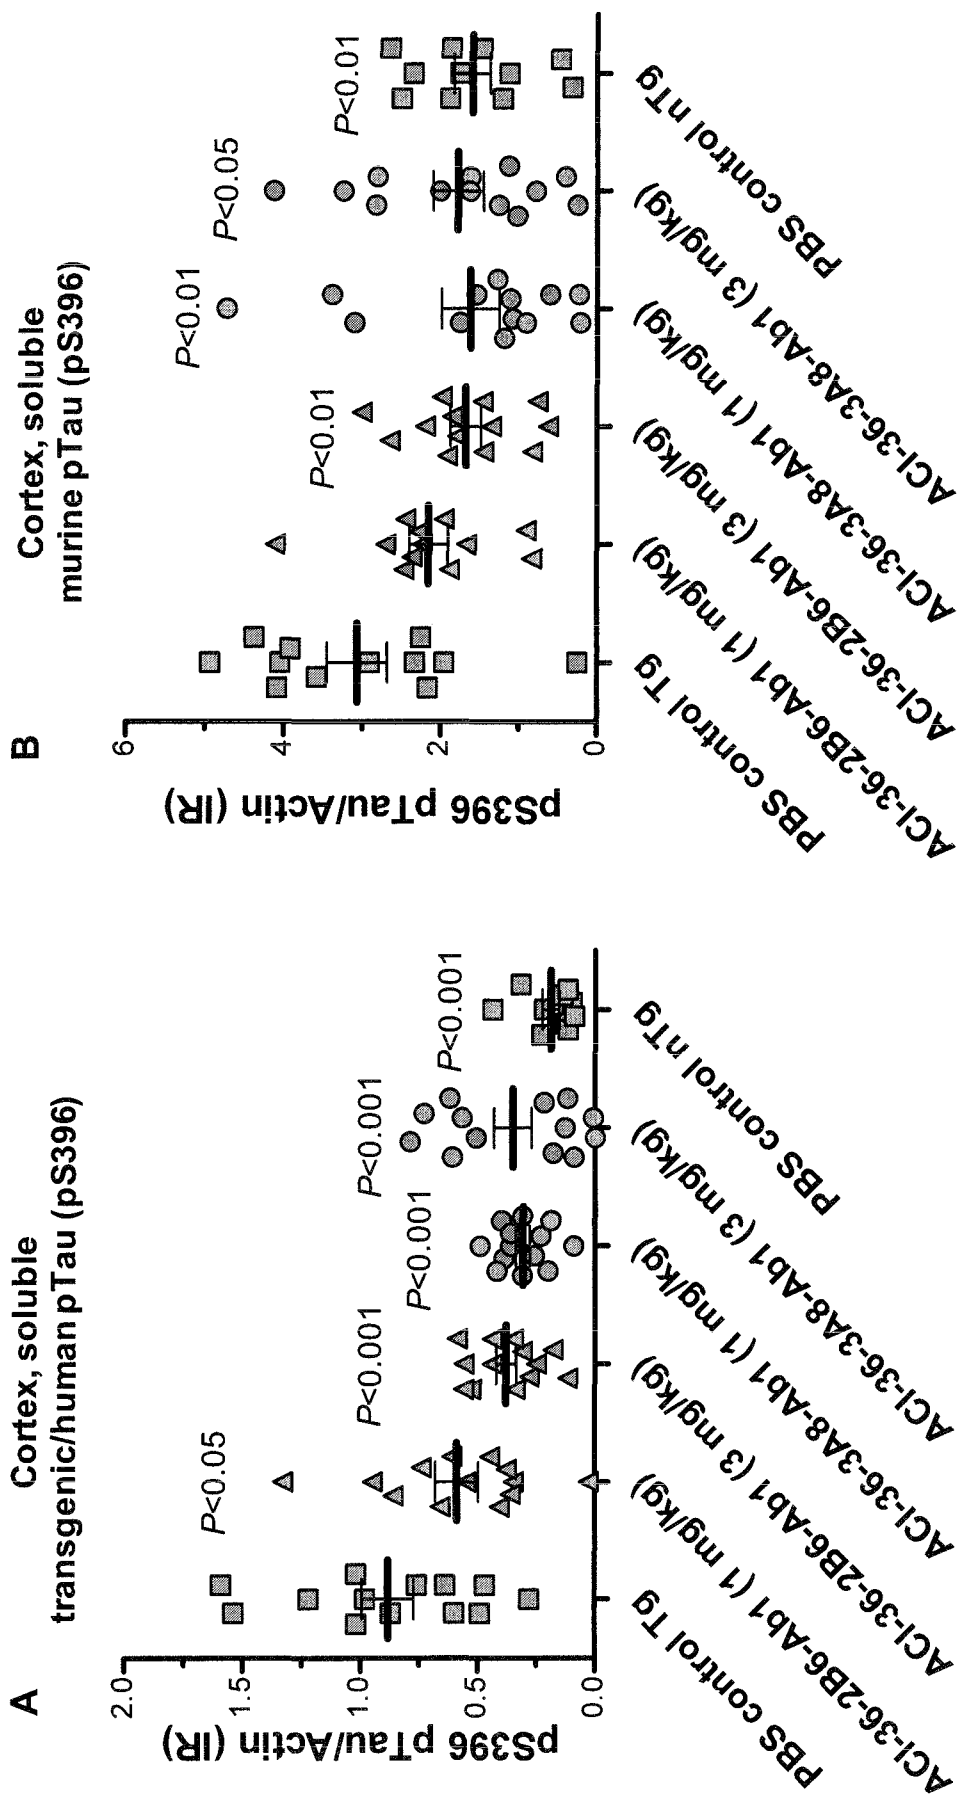 A
Cortex, soluble
transgenic/human pTau (pS396)
pS396 pTau/Actin (IR)
2.0
1.5
1.0
0.5
0.0
P<0.05
P<0.001
P<0.001
P<0.001
P<0.001
PBS control Tg
ACI-36-2B6-Ab1 (1 mg/kg)
ACI-36-2B6-Ab1 (3 mg/kg)
ACI-36-3A8-Ab1 (1 mg/kg)
ACI-36-3A8-Ab1 (3 mg/kg)
PBS control nTg
B
Cortex, soluble
murine pTau (pS396)
pS396 pTau/Actin (IR)
6
4
2
0
P<0.01
P<0.01
P<0.05
P<0.01
PBS control Tg
ACI-36-2B6-Ab1 (1 mg/kg)
ACI-36-2B6-Ab1 (3 mg/kg)
ACI-36-3A8-Ab1 (1 mg/kg)
ACI-36-3A8-Ab1 (3 mg/kg)
PBS control nTg